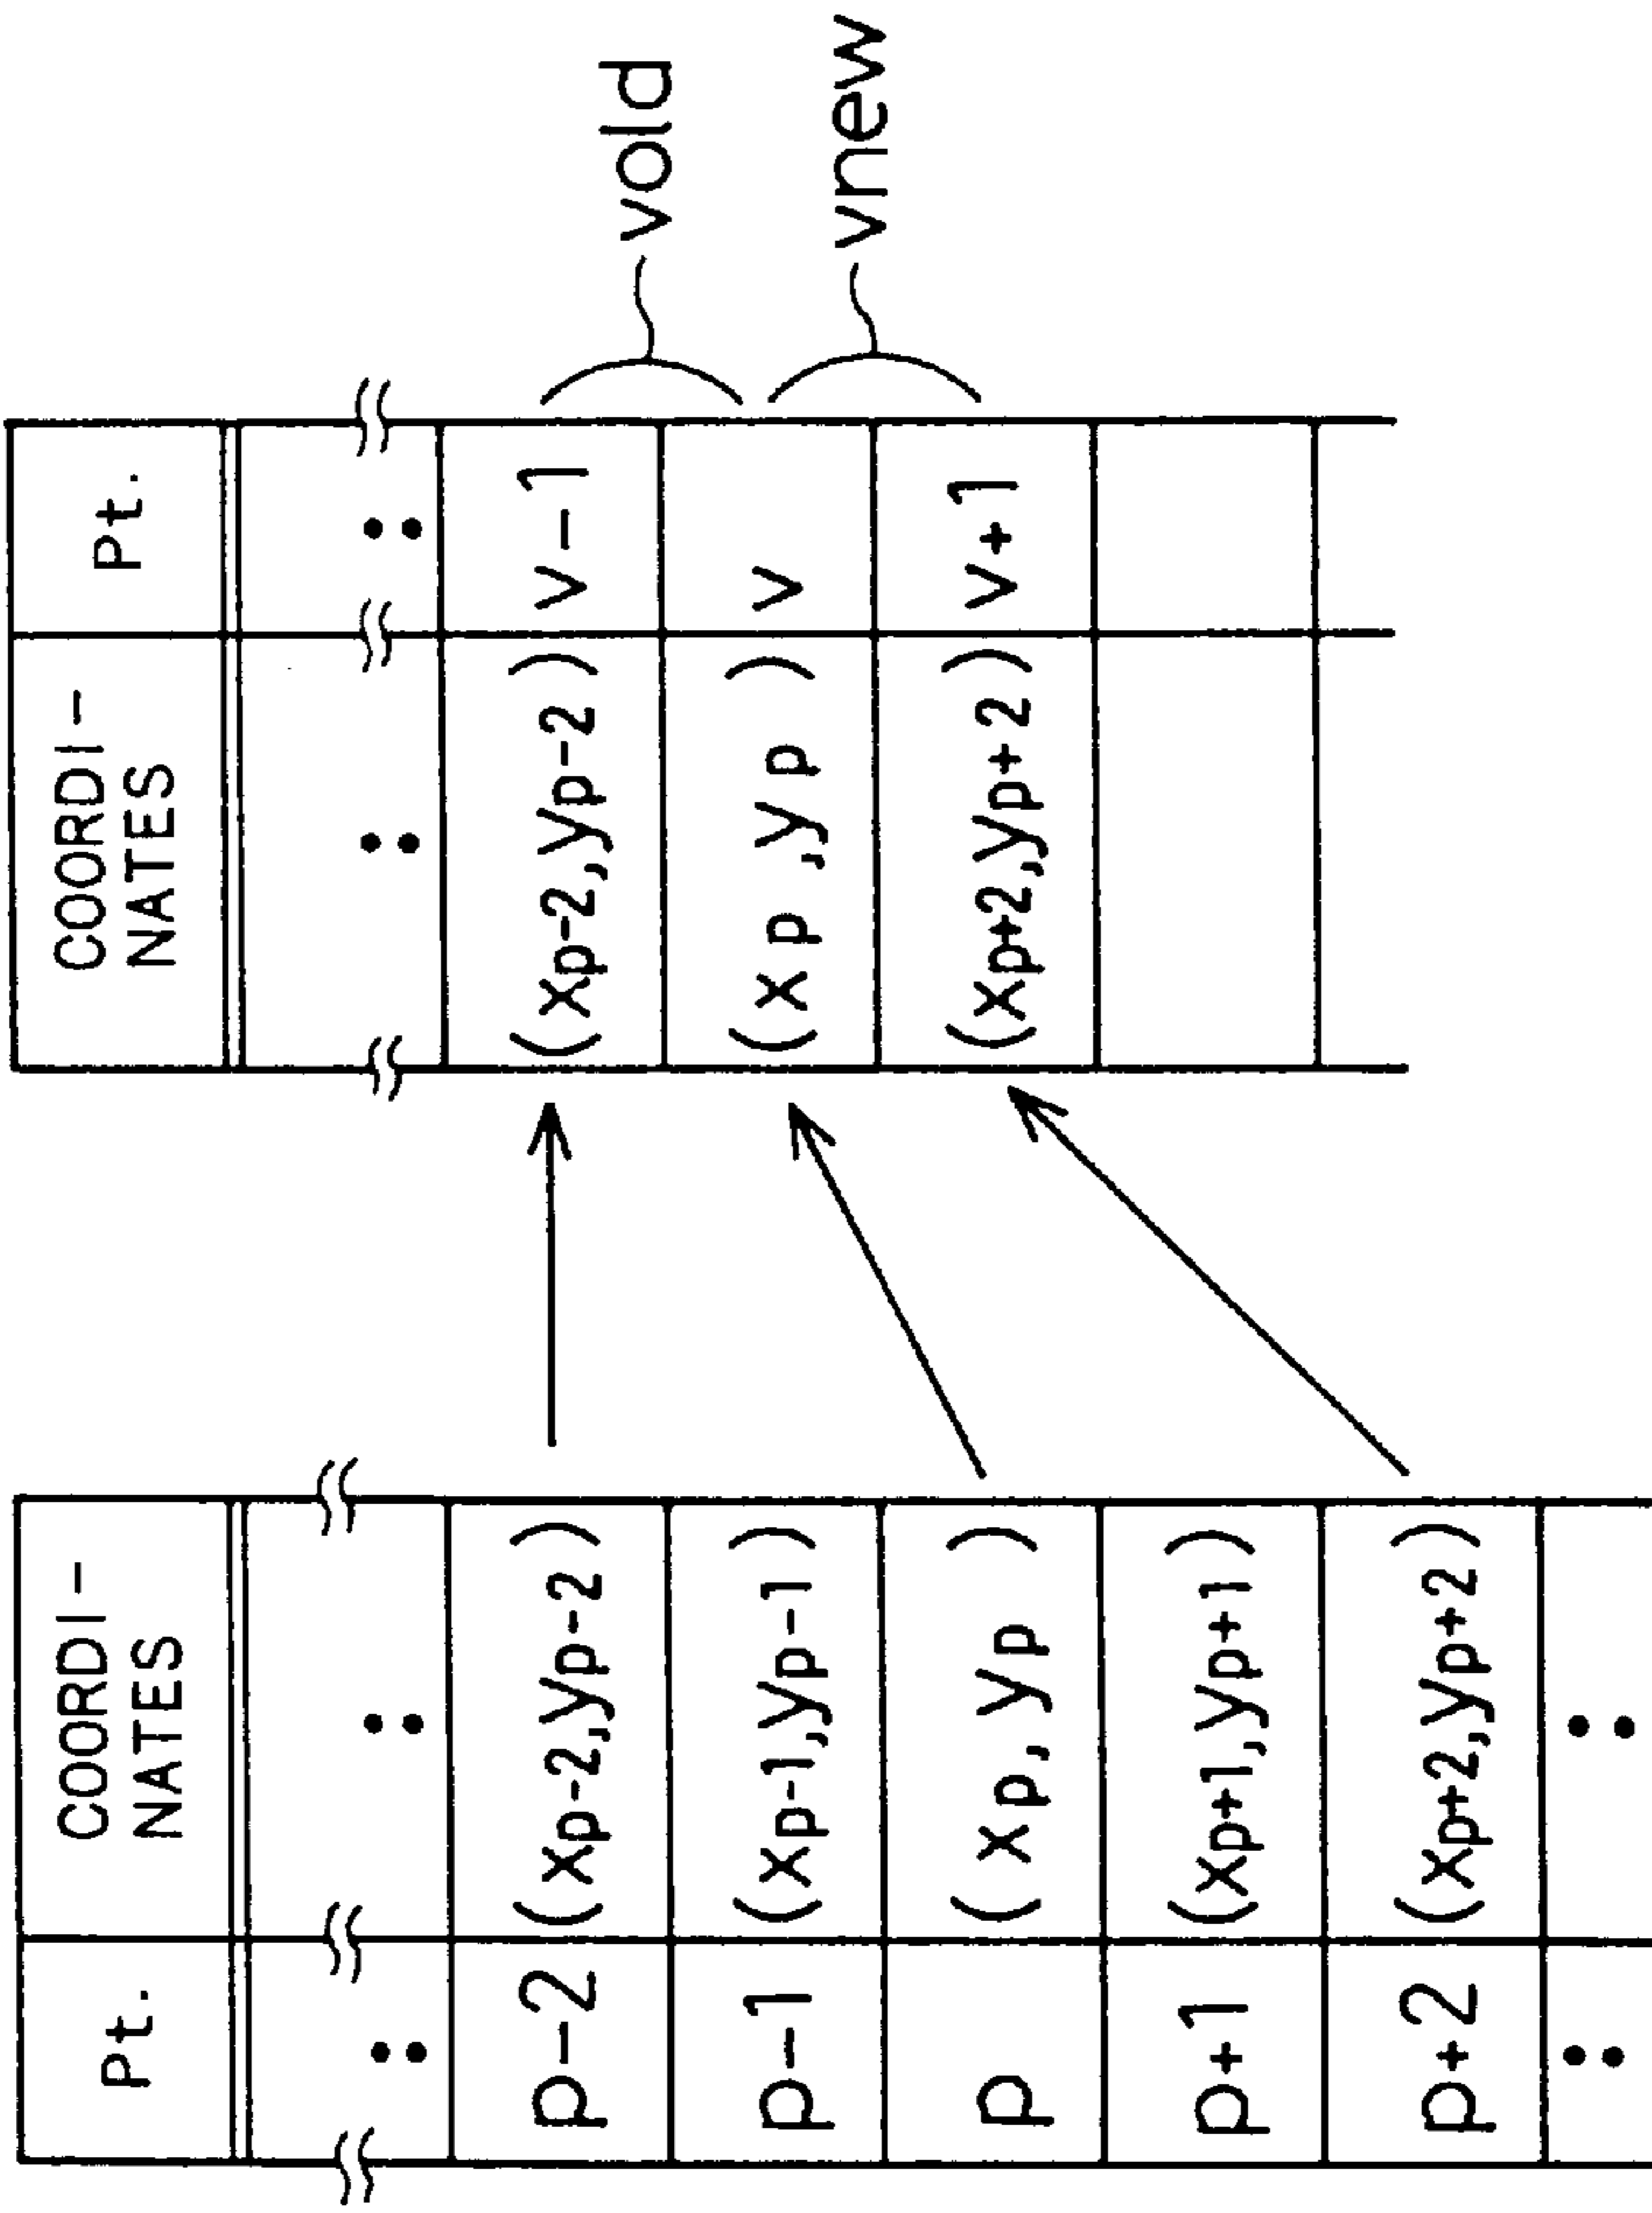 Pt. COORDI-
NATES
: :
p-2 (xp-2,yp-2)
p-1 (xp-1,yp-1)
p (xp,yp)
p+1 (xp+1,yp+1)
p+2 (xp+2,yp+2)
: :
COORDI-
NATES Pt.
: :
(xp-2,yp-2) v-1
(xp,yp) v
(xp+2,yp+2) v+1
vold
vnew